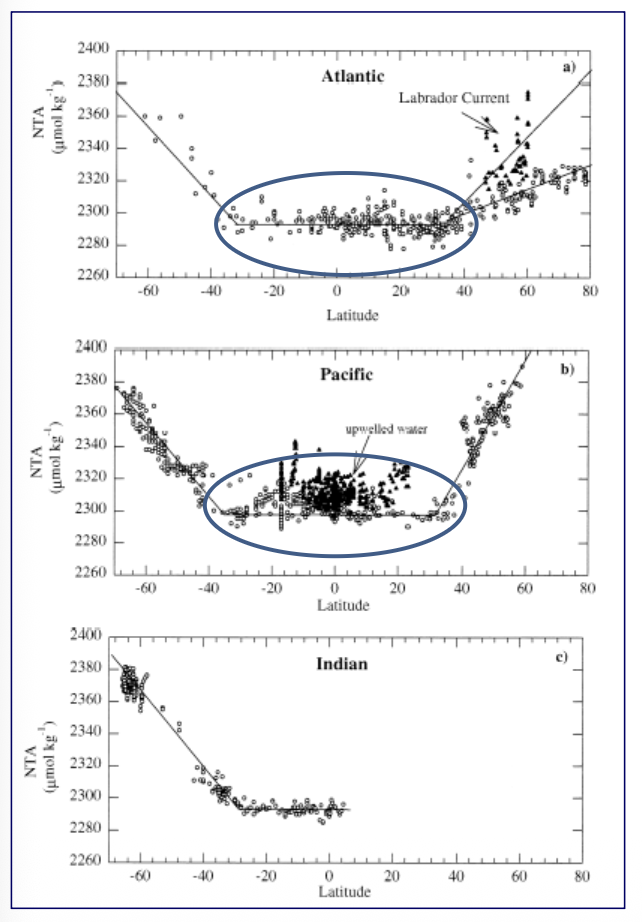 2400
2380
2360
2340
2320
2300
2280
2260
NTA
(μmol kg⁻¹)
Atlantic
a)
Labrador Current
-60 -40 -20 0 20 40 60 80
Latitude
2400
2380
2360
2340
2320
2300
2280
2260
NTA
(μmol kg⁻¹)
Pacific
b)
upwelled water
-60 -40 -20 0 20 40 60 80
Latitude
2400
2380
2360
2340
2320
2300
2280
2260
NTA
(μmol kg⁻¹)
Indian
c)
-60 -40 -20 0 20 40 60 80
Latitude